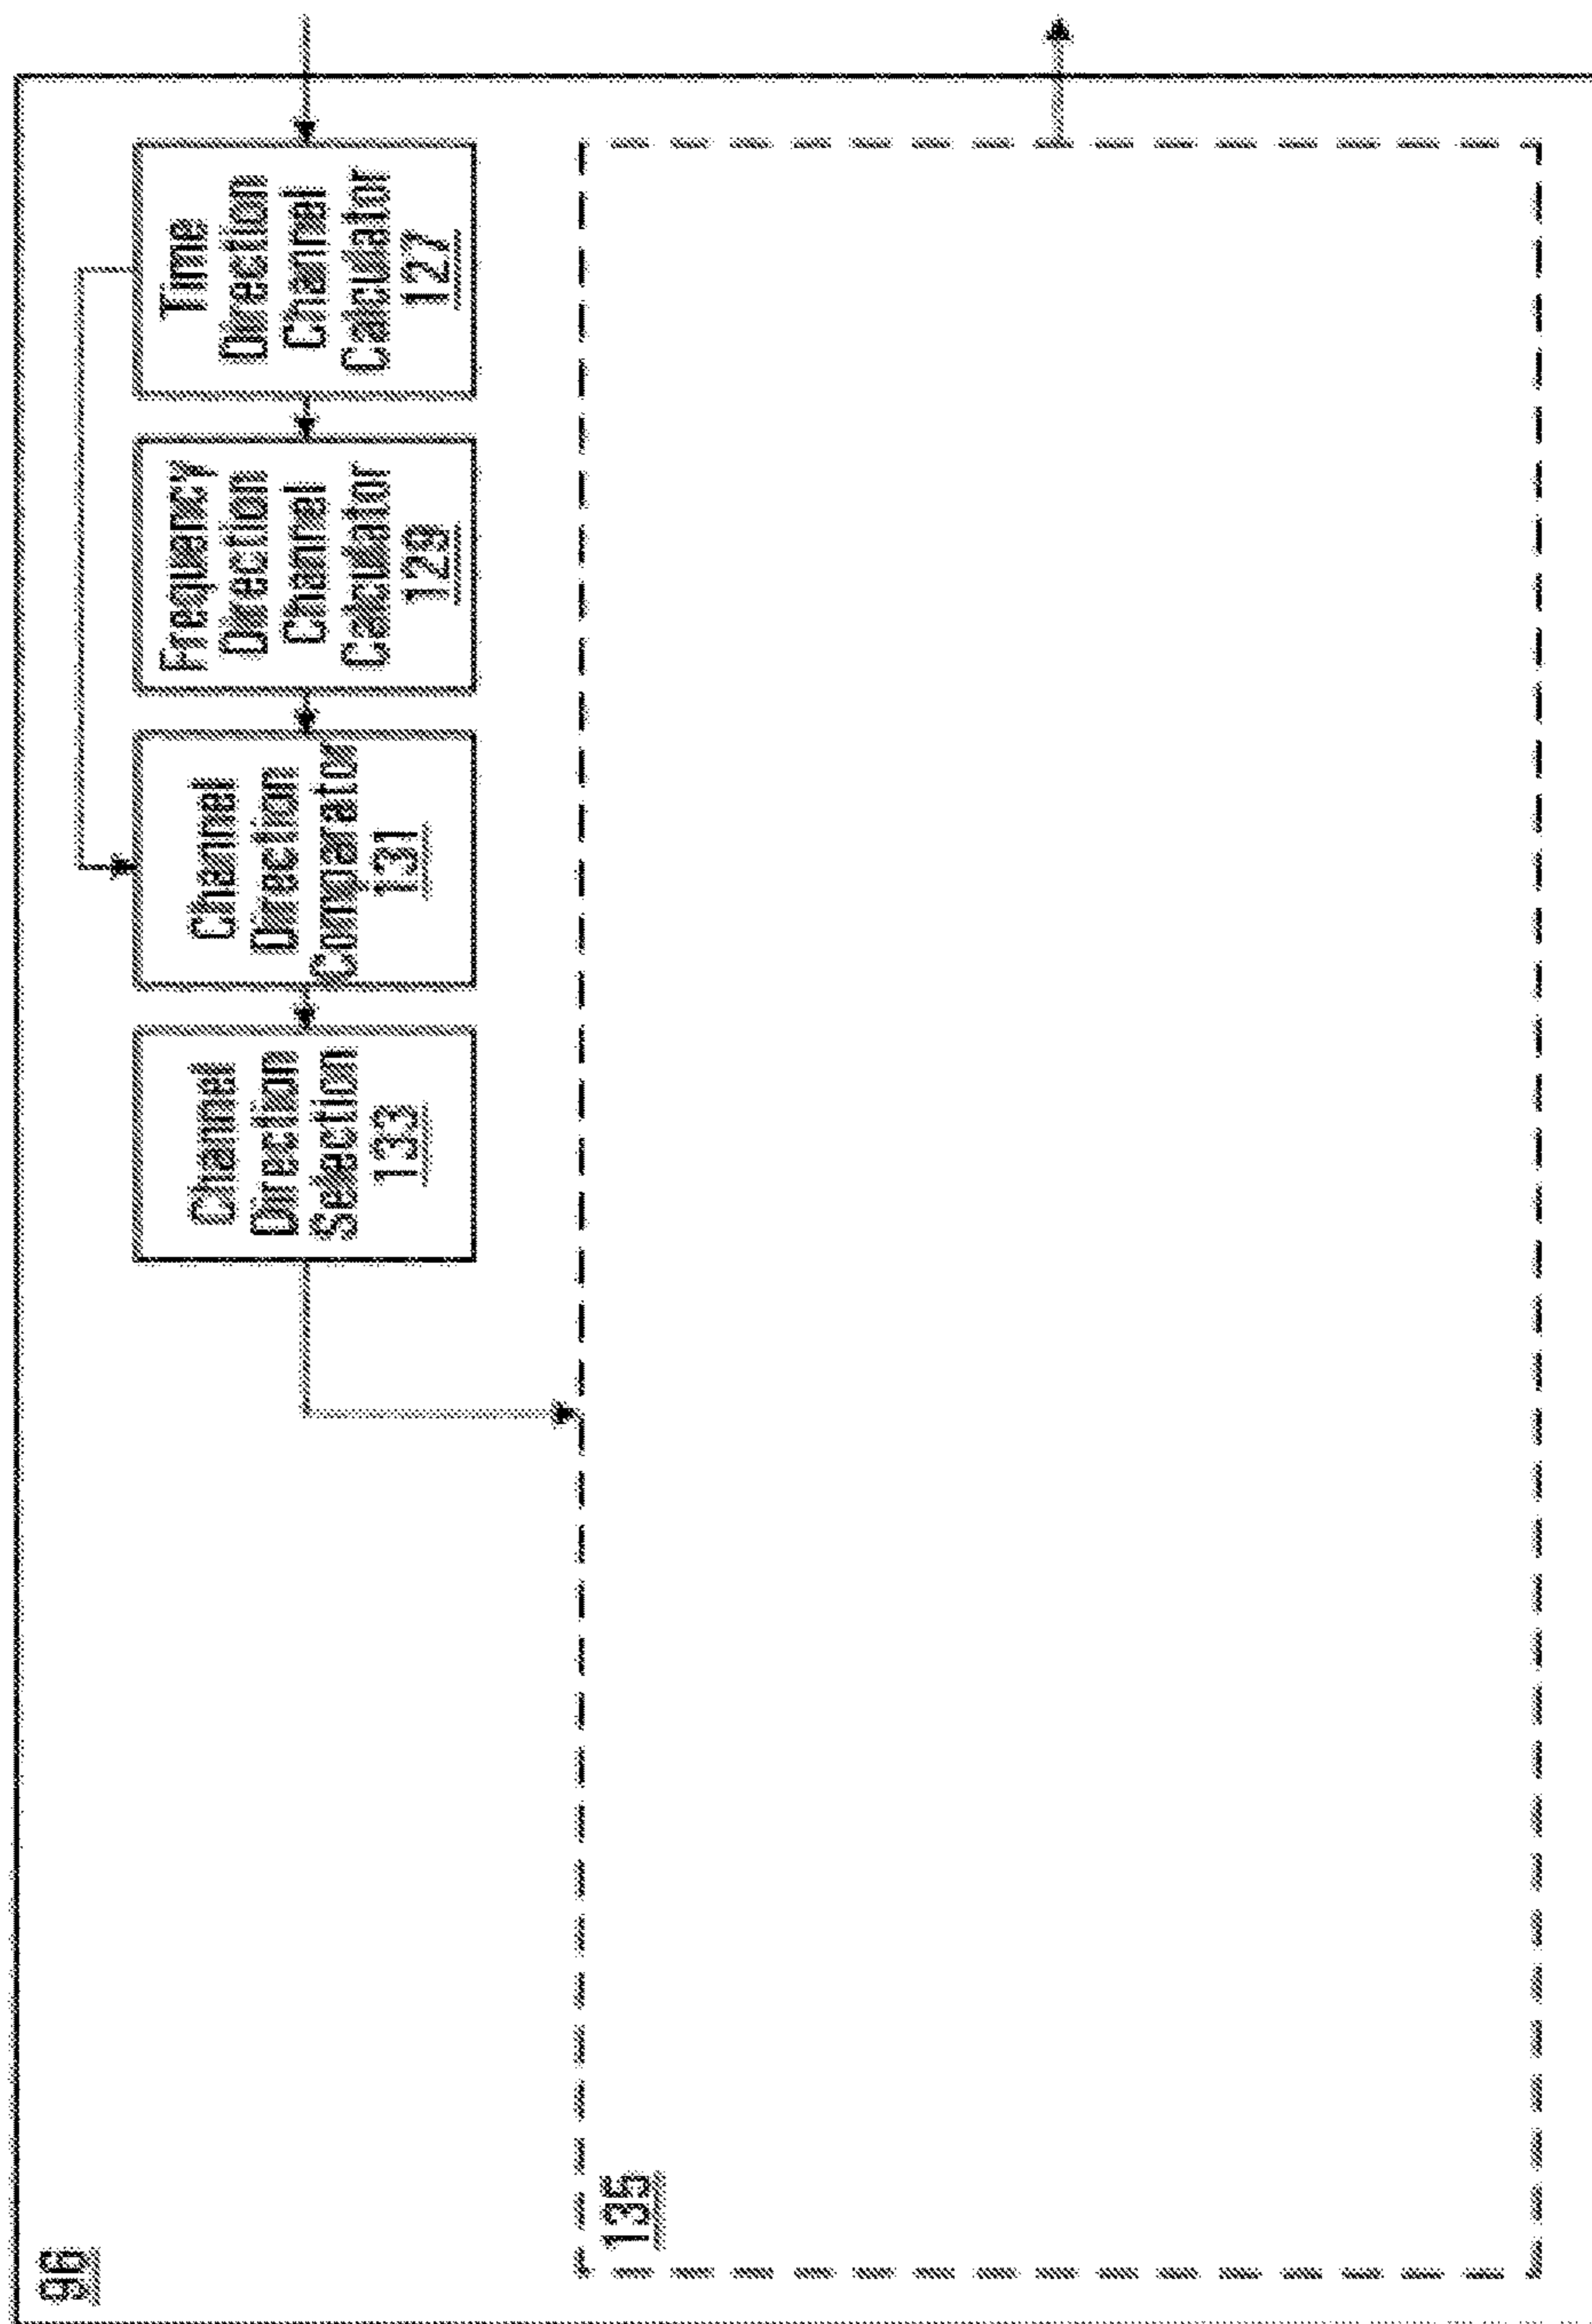 96
Time
Direction
Channel
Calculator
127
Frequency
Direction
Channel
Calculator
129
Channel
Direction
Comparator
131
Channel
Direction
Selection
133
135